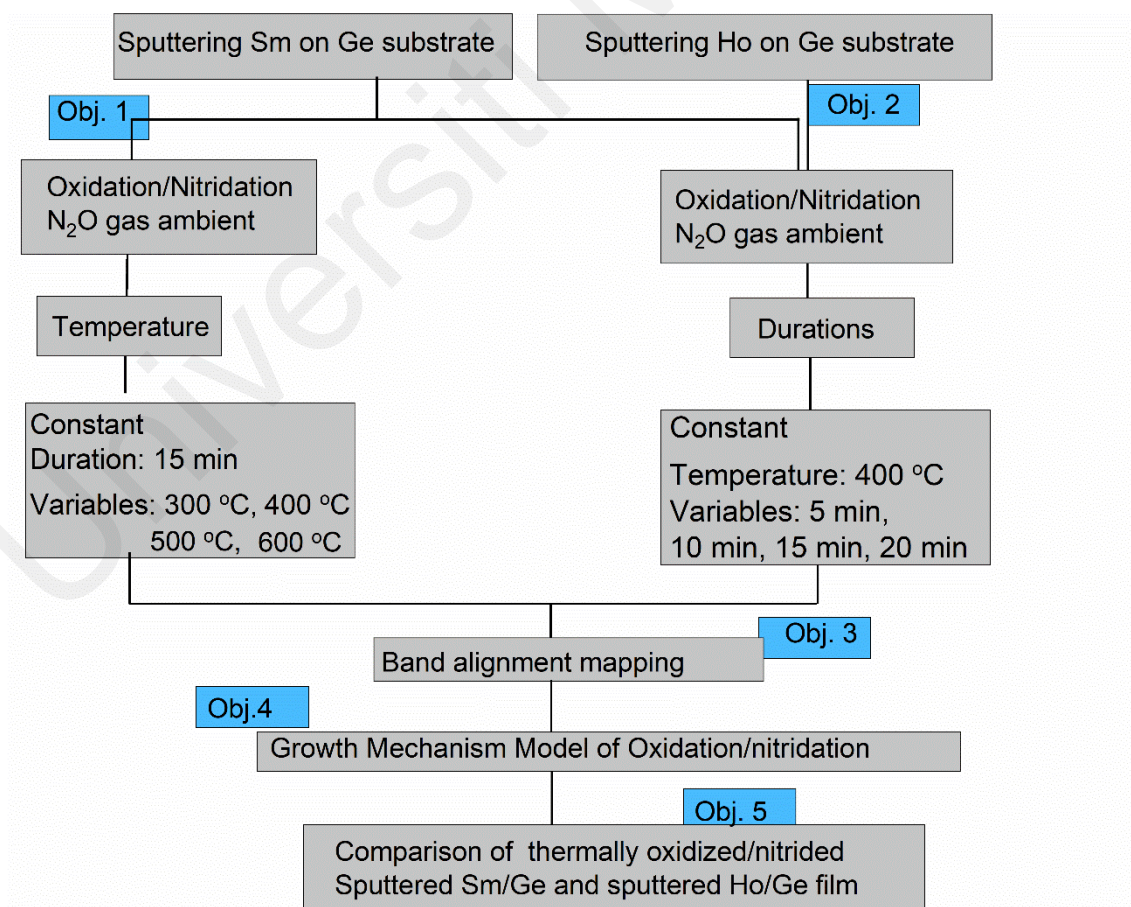 Sputtering Sm on Ge substrate
Sputtering Ho on Ge substrate
Obj. 1
Obj. 2
Oxidation/Nitridation
N₂O gas ambient
Oxidation/Nitridation
N₂O gas ambient
Temperature
Durations
Constant
Duration: 15 min
Variables: 300 ºC, 400 ºC
500 ºC, 600 ºC
Constant
Temperature: 400 ºC
Variables: 5 min,
10 min, 15 min, 20 min
Obj. 3
Band alignment mapping
Obj.4
Growth Mechanism Model of Oxidation/nitridation
Obj. 5
Comparison of thermally oxidized/nitrided
Sputtered Sm/Ge and sputtered Ho/Ge film
Universiti